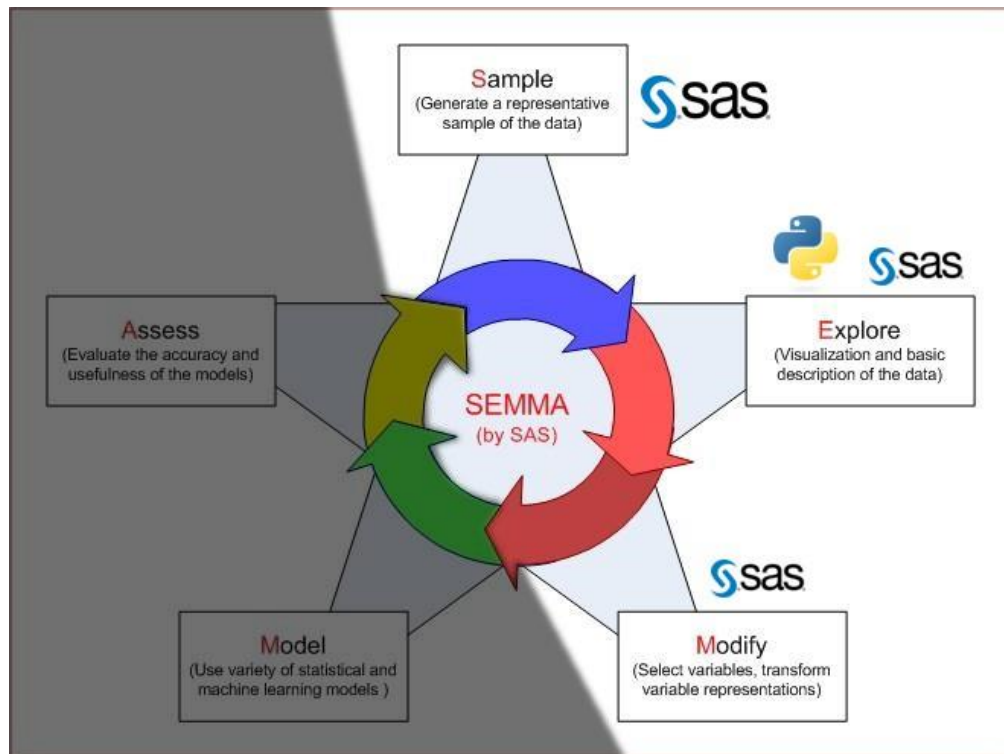 Sample
(Generate a representative
sample of the data)
sas
sas
Assess
(Evaluate the accuracy and
usefulness of the models)
Explore
(Visualization and basic
description of the data)
SEMMA
(by SAS)
sas
Model
(Use variety of statistical and
machine learning models )
Modify
(Select variables, transform
variable representations)